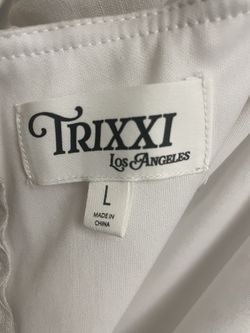 TRIXXI
LOS ANGELES
L
MADE IN
CHINA